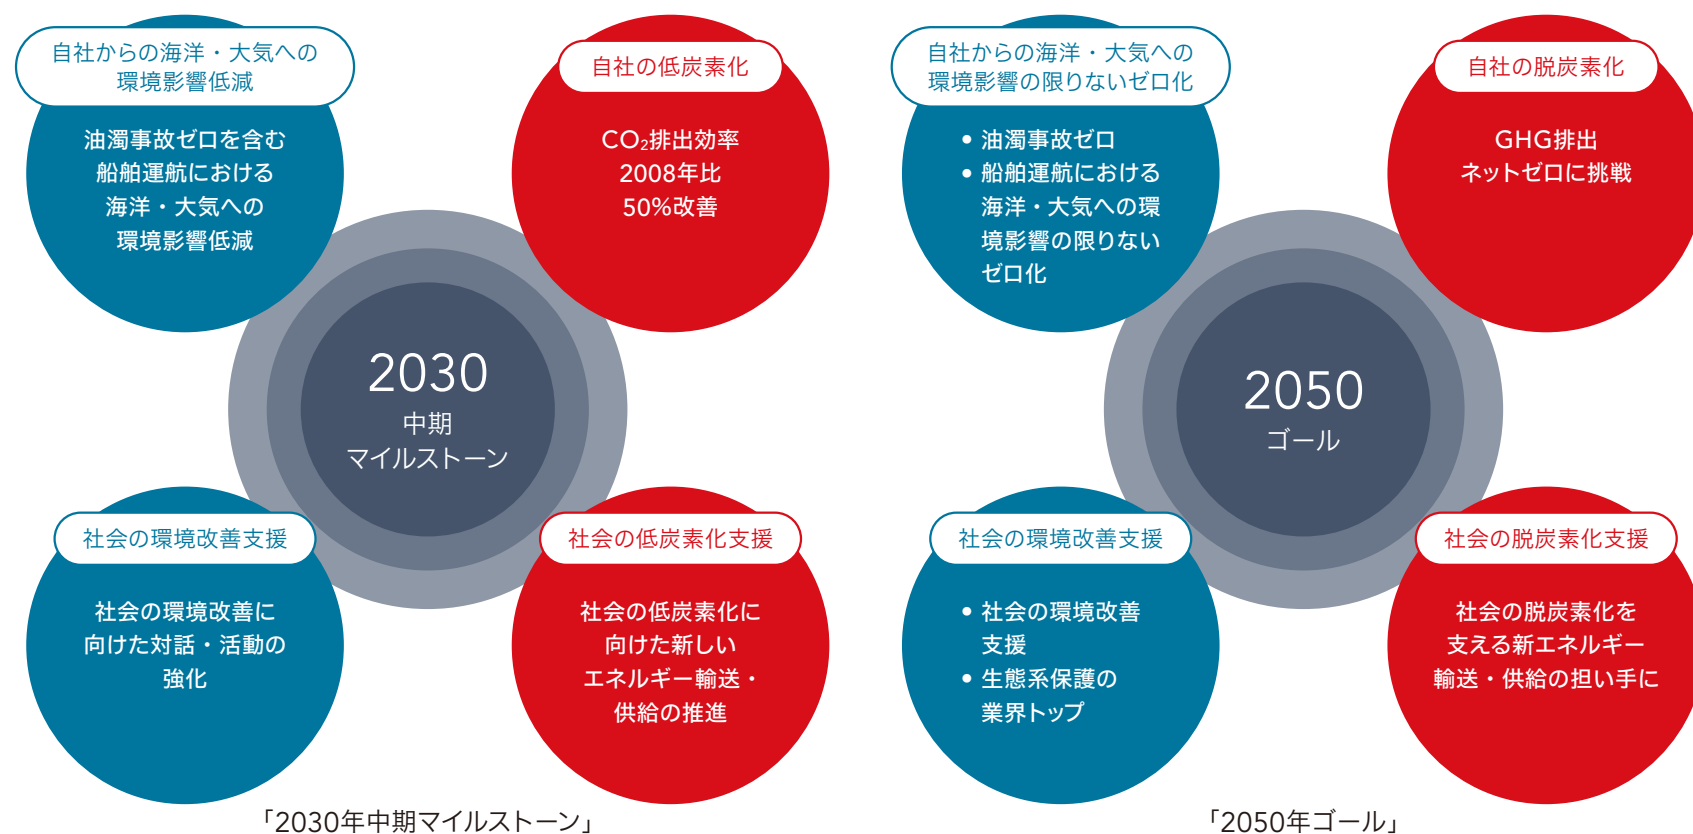 自社からの海洋・大気への
環境影響低減
油濁事故ゼロを含む
船舶運航における
海洋・大気への
環境影響低減
自社の低炭素化
CO₂排出効率
2008年比
50%改善
2030
中期
マイルストーン
社会の環境改善支援
社会の環境改善に
向けた対話・活動の
強化
社会の低炭素化支援
社会の低炭素化に
向けた新しい
エネルギー輸送・
供給の推進
「2030年中期マイルストーン」
自社からの海洋・大気への
環境影響の限りないゼロ化
• 油濁事故ゼロ
• 船舶運航における
海洋・大気への環
境影響の限りない
ゼロ化
自社の脱炭素化
GHG排出
ネットゼロに挑戦
2050
ゴール
社会の環境改善支援
• 社会の環境改善
支援
• 生態系保護の
業界トップ
社会の脱炭素化支援
社会の脱炭素化を
支える新エネルギー
輸送・供給の担い手に
「2050年ゴール」